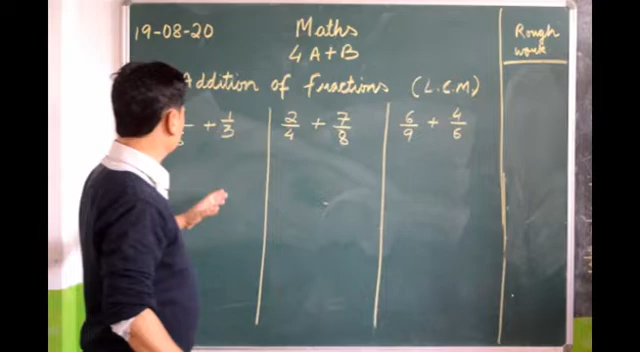 19-08-20
Maths
4 A+B
Addition of fractions (L.C.M)
Rough
work
+ 1/3
2/4 + 7/8
6/9 + 4/6